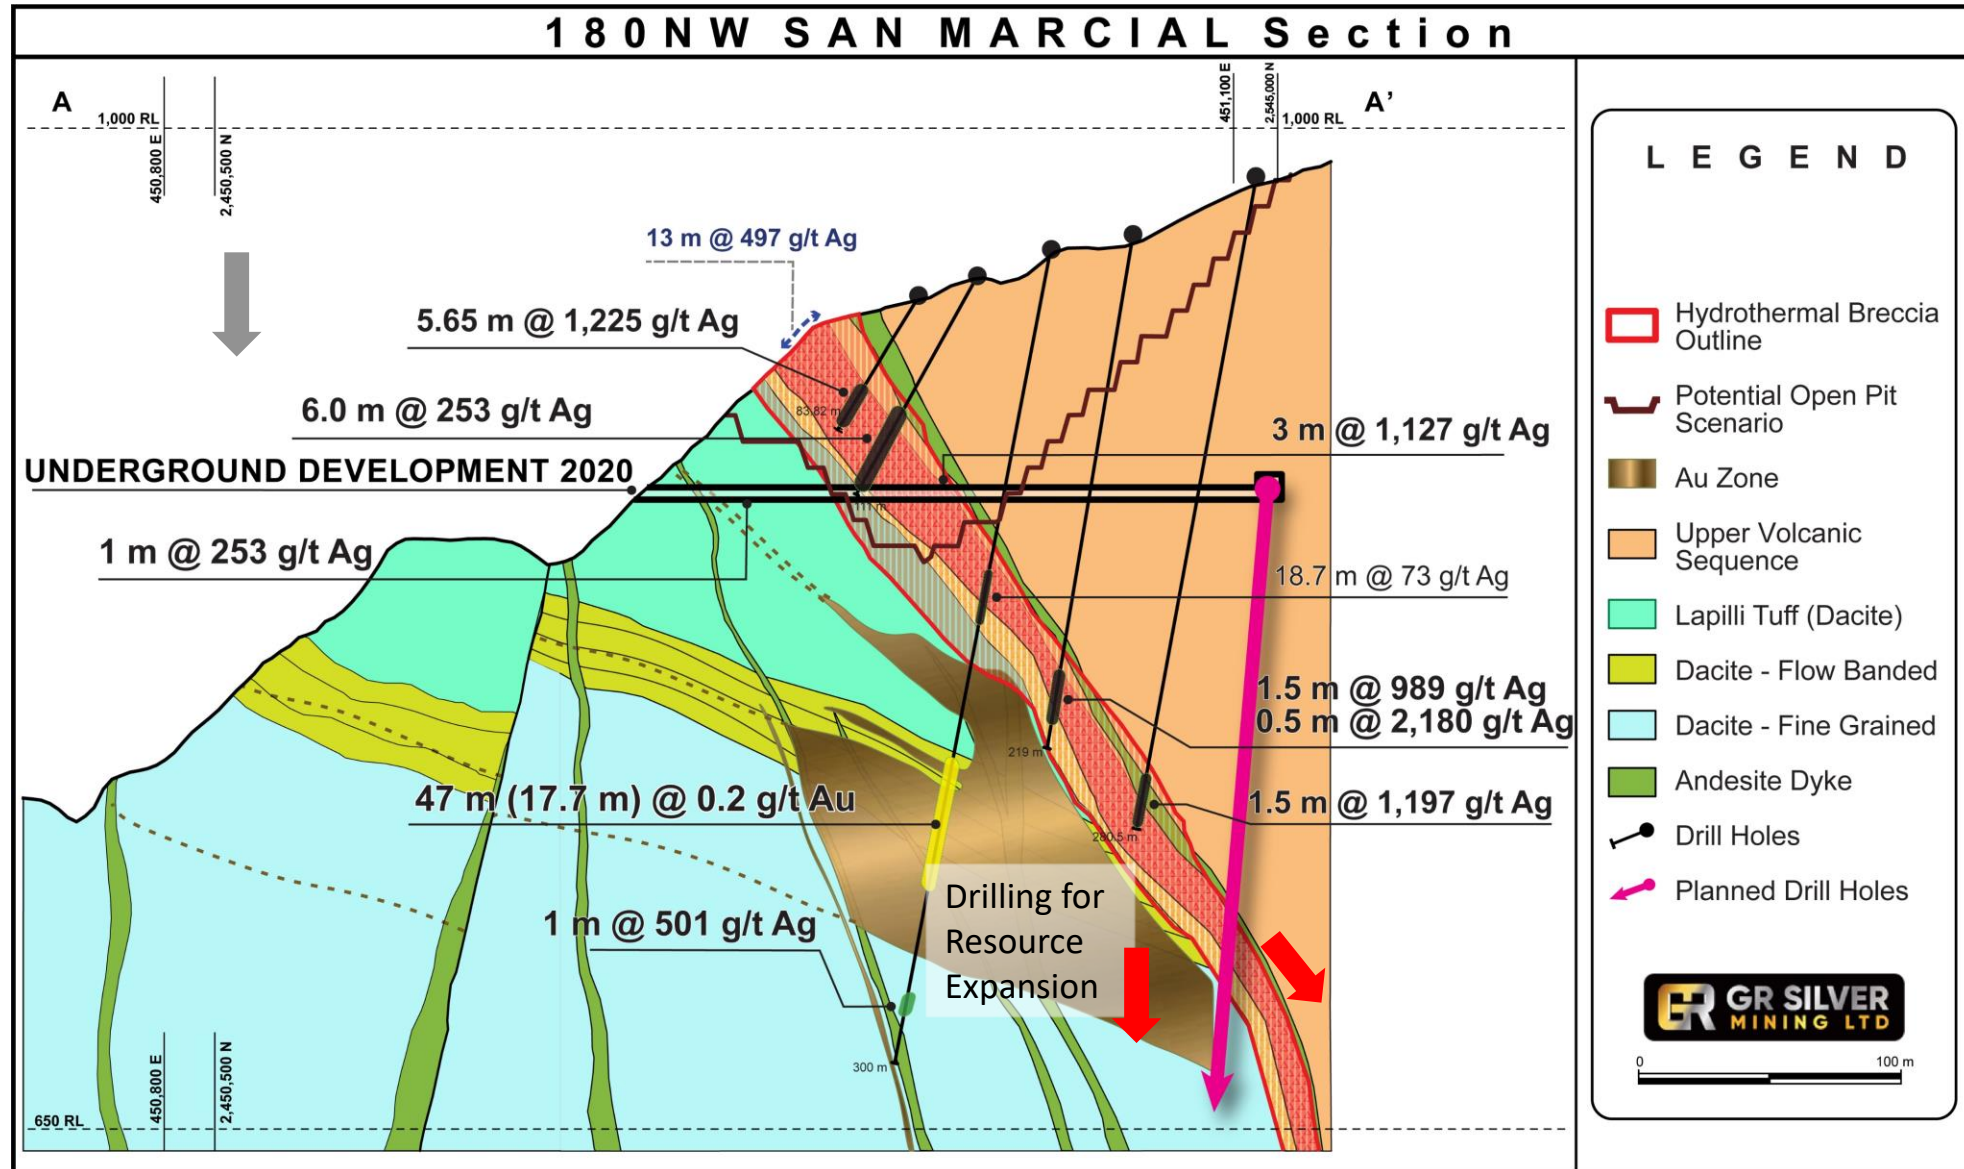 180NW SAN MARCIAL Section
A
A’
1,000 RL
1,000 RL
450,800 E
2,450,500 N
451,100 E
2,545,000 N
13 m @ 497 g/t Ag
5.65 m @ 1,225 g/t Ag
83.82 m
6.0 m @ 253 g/t Ag
3 m @ 1,127 g/t Ag
UNDERGROUND DEVELOPMENT 2020
111 m
1 m @ 253 g/t Ag
18.7 m @ 73 g/t Ag
1.5 m @ 989 g/t Ag
0.5 m @ 2,180 g/t Ag
219 m
47 m (17.7 m) @ 0.2 g/t Au
1.5 m @ 1,197 g/t Ag
280.5 m
Drilling for
Resource
Expansion
1 m @ 501 g/t Ag
300 m
450,800 E
2,450,500 N
650 RL
LEGEND
Hydrothermal Breccia
Outline
Potential Open Pit
Scenario
Au Zone
Upper Volcanic
Sequence
Lapilli Tuff (Dacite)
Dacite - Flow Banded
Dacite - Fine Grained
Andesite Dyke
Drill Holes
Planned Drill Holes
GR GR SILVER
MINING LTD
0 100 m